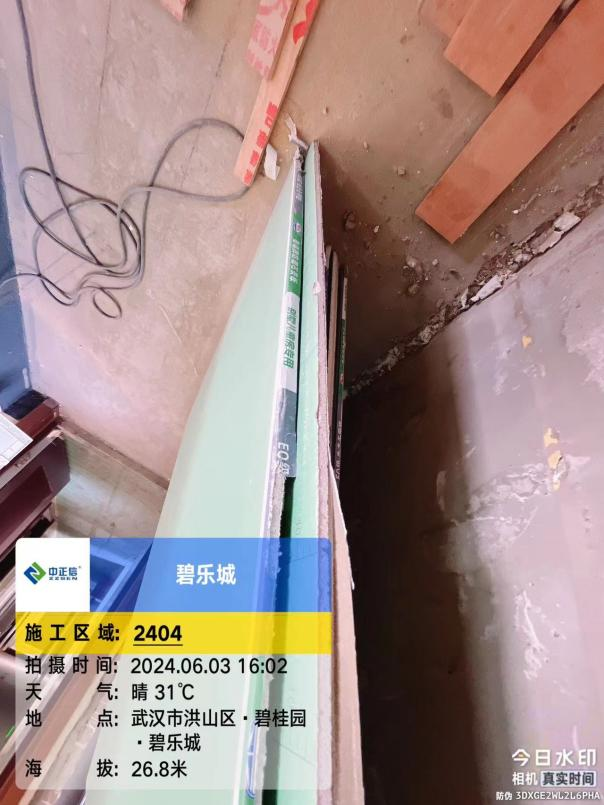 EO级
中正信®
ZZSEN
碧乐城
施工区域: 2404
拍摄时间: 2024.06.03 16:02
天气: 晴 31℃
地点: 武汉市洪山区·碧桂园
·碧乐城
海拔: 26.8米
今日水印
相机 真实时间
防伪 3DXGE2WL2L6PHA